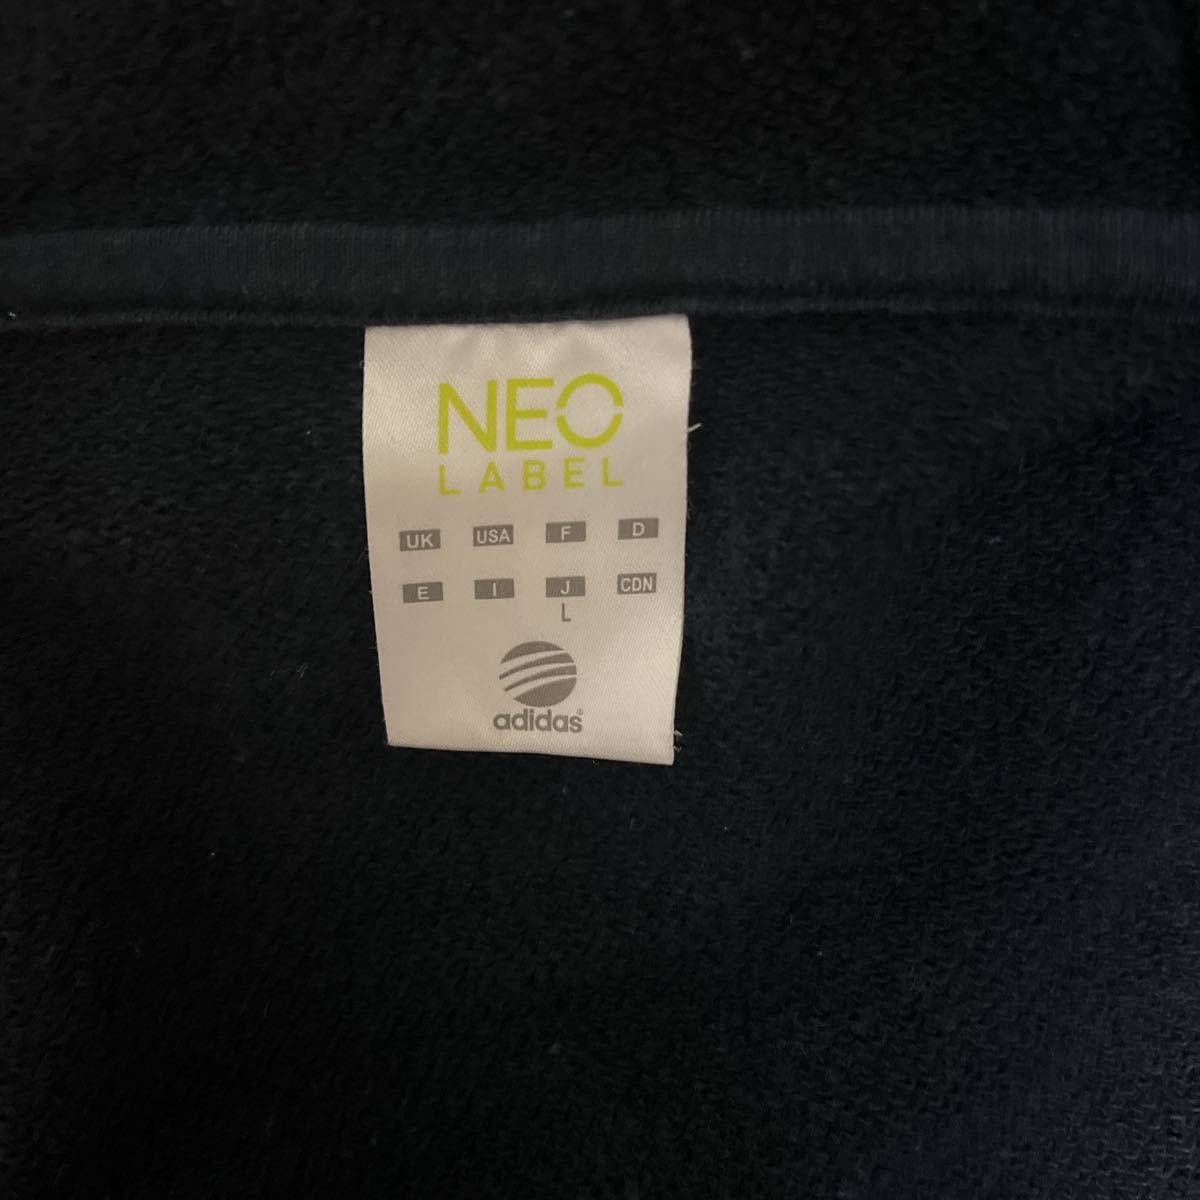 NEO
LABEL
UK USA F D
E I J CDN
L
adidas®